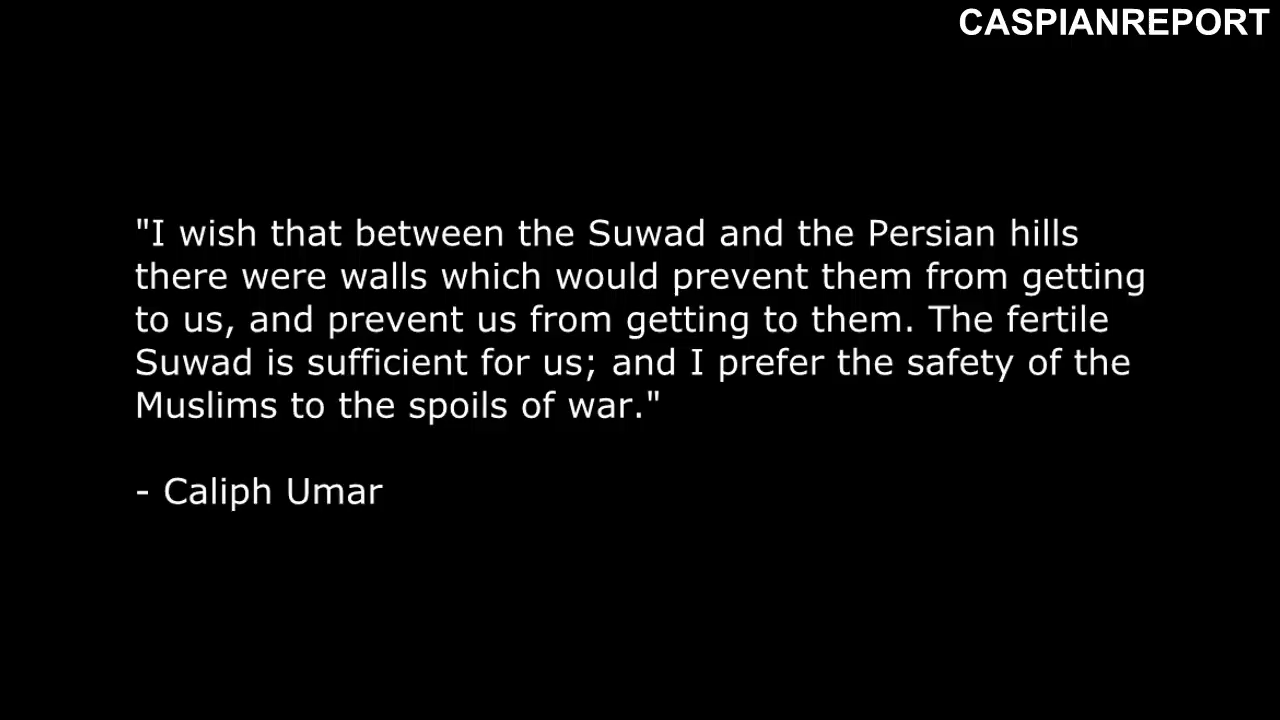 CASPIANREPORT
"I wish that between the Suwad and the Persian hills
there were walls which would prevent them from getting
to us, and prevent us from getting to them. The fertile
Suwad is sufficient for us; and I prefer the safety of the
Muslims to the spoils of war."
- Caliph Umar